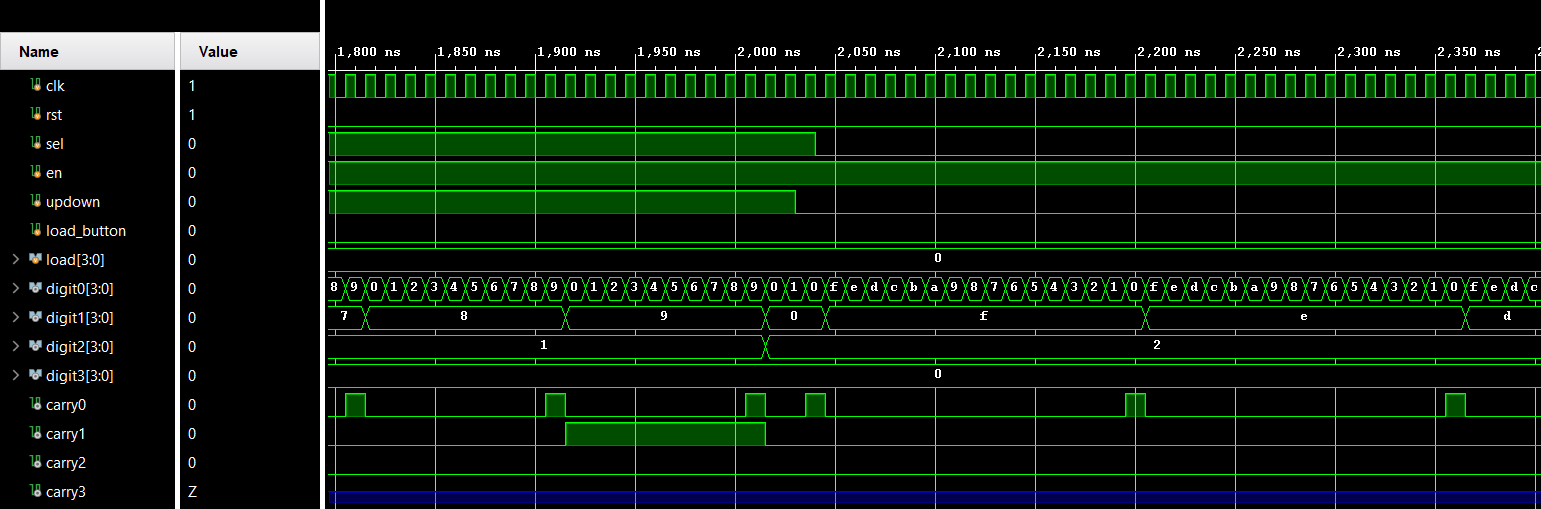 Name Value
1,800 ns 1,850 ns 1,900 ns 1,950 ns 2,000 ns 2,050 ns 2,100 ns 2,150 ns 2,200 ns 2,250 ns 2,300 ns 2,350 ns 2
clk 1
rst 1
sel 0
en 0
updown 0
load_button 0
load[3:0] 0 0
digit0[3:0] 0 8 9 0 1 2 3 4 5 6 7 8 9 0 1 2 3 4 5 6 7 8 9 0 1 0 f e d c b a 9 8 7 6 5 4 3 2 1 0 f e d c b a 9 8 7 6 5 4 3 2 1 0 f e d c
digit1[3:0] 0 7 8 9 0 f e d
digit2[3:0] 0 1 2
digit3[3:0] 0 0
carry0 0
carry1 0
carry2 0
carry3 Z